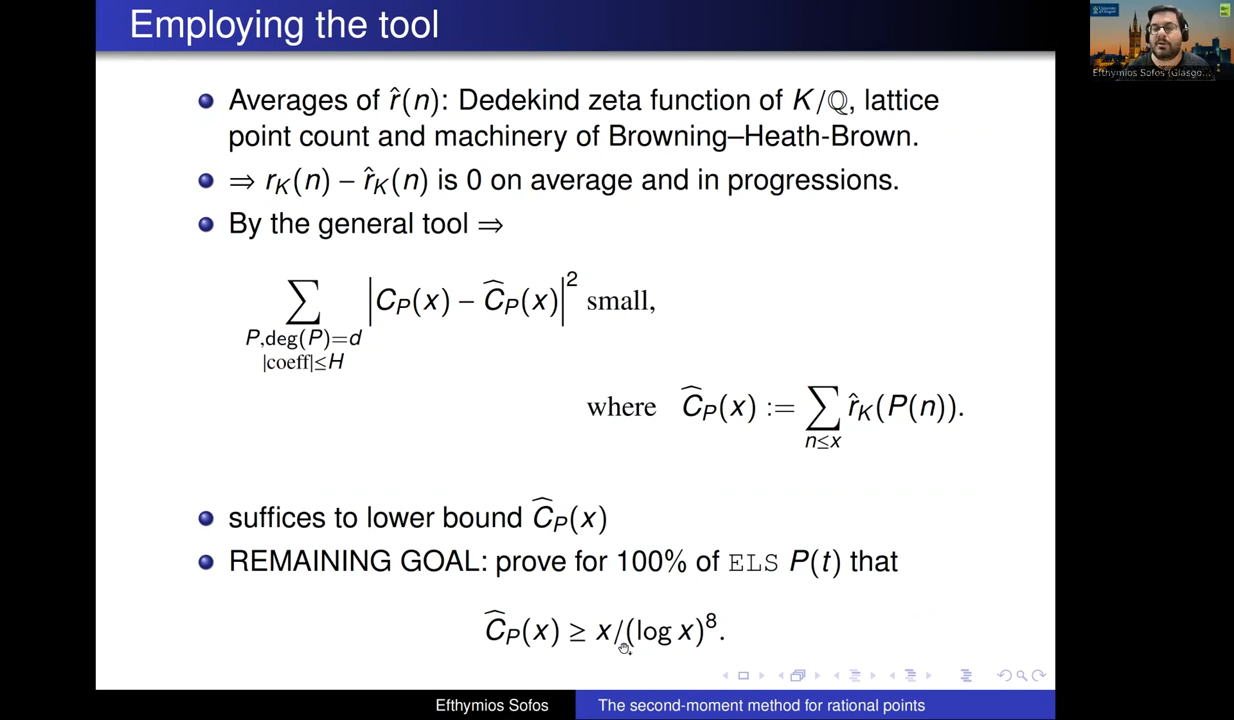 Employing the tool
Efthymios Sofos (Glasgo...
Averages of r̂(n): Dedekind zeta function of K/ℚ, lattice
point count and machinery of Browning–Heath-Brown.
⇒ r_K(n) – r̂_K(n) is 0 on average and in progressions.
By the general tool ⇒
∑_{P,deg(P)=d |coeff|≤H} |C_P(x) – Ĉ_P(x)|² small,
where Ĉ_P(x) := ∑_{n≤x} r̂_K(P(n)).
suffices to lower bound Ĉ_P(x)
REMAINING GOAL: prove for 100% of ELS P(t) that
Ĉ_P(x) ≥ x/(log x)⁸.
Efthymios Sofos The second-moment method for rational points